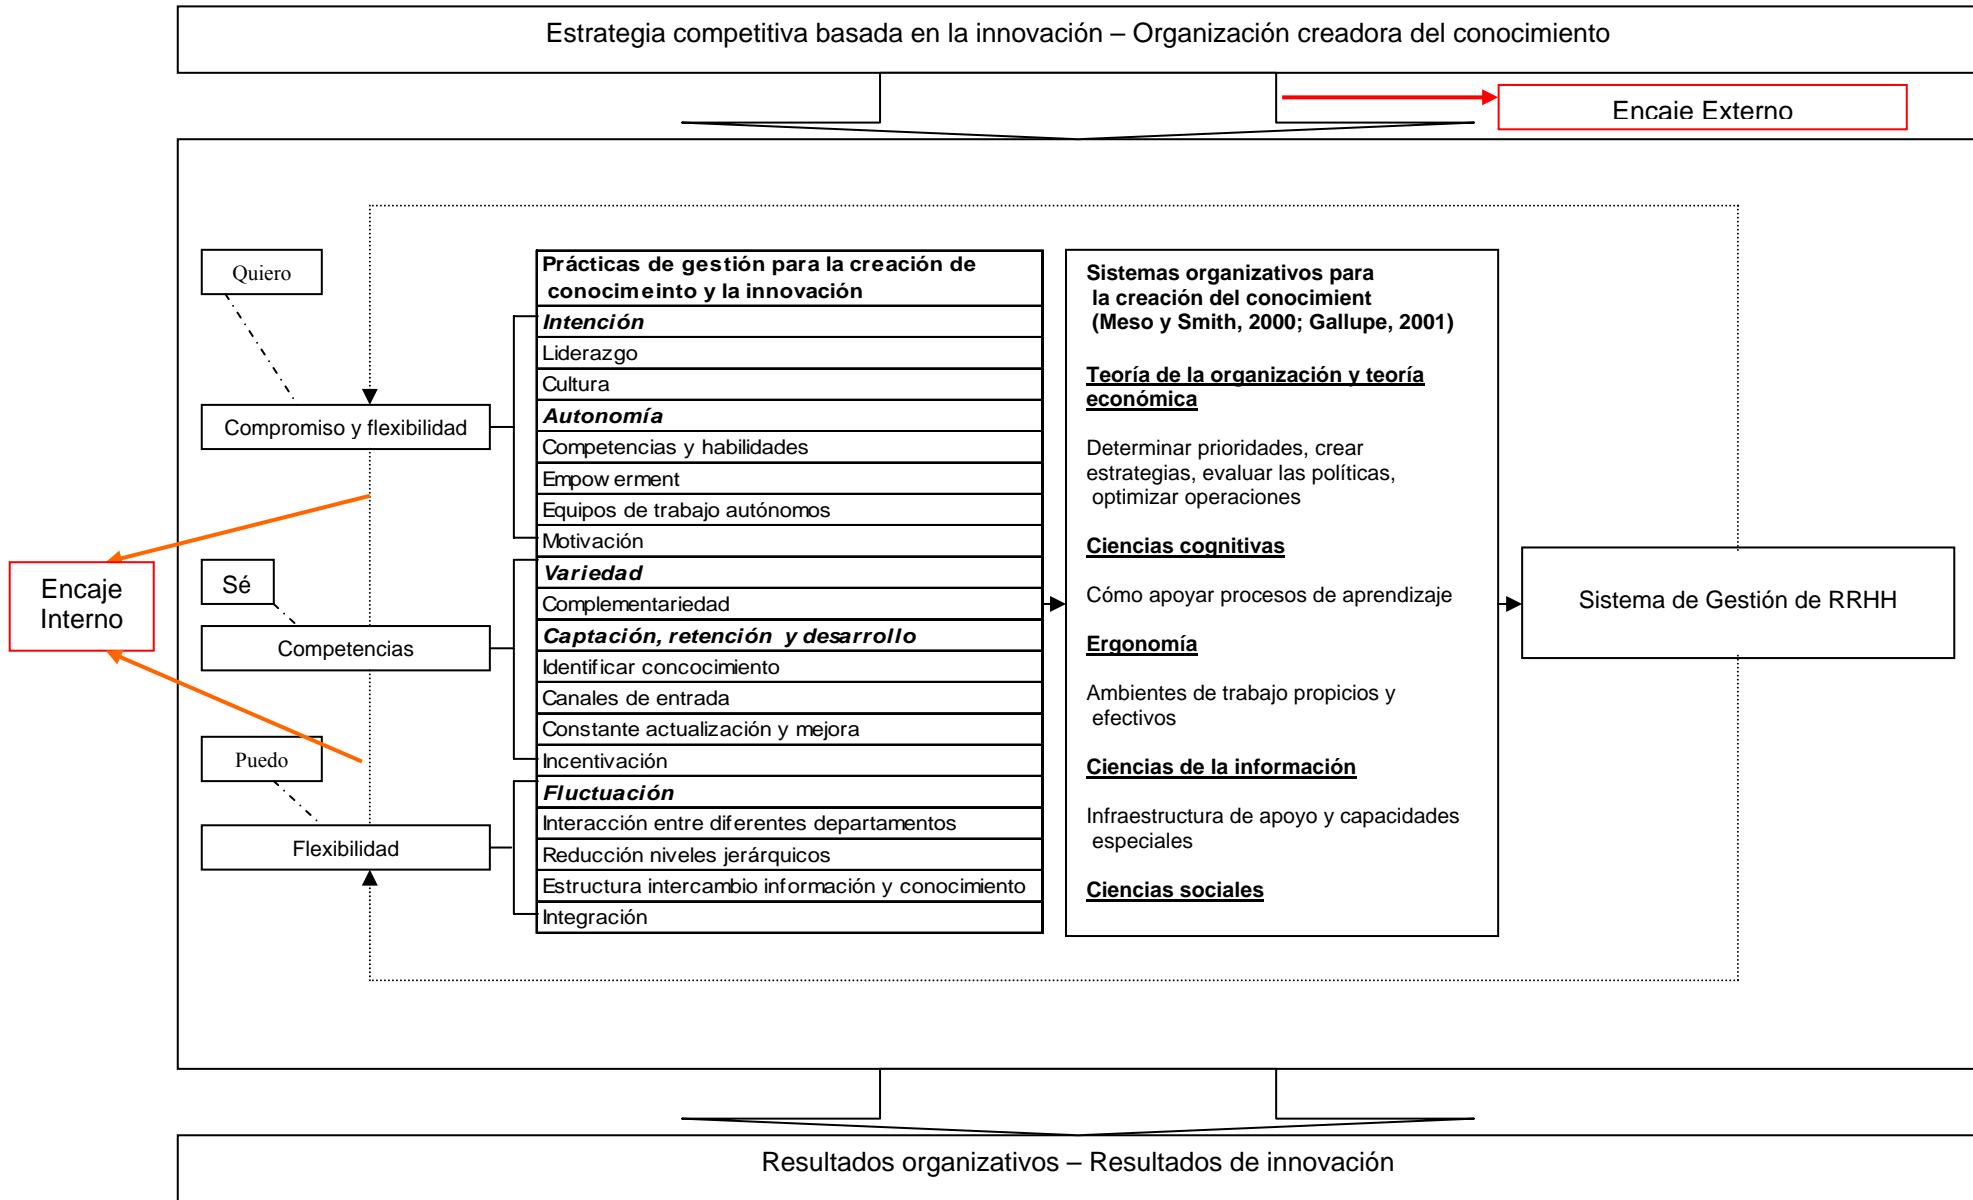 Estrategia competitiva basada en la innovación – Organización creadora del conocimiento
Encaje Externo
Quiero
Compromiso y flexibilidad
Encaje
Interno
Sé
Competencias
Puedo
Flexibilidad
Prácticas de gestión para la creación de
conocimeinto y la innovación
Intención
Liderazgo
Cultura
Autonomía
Competencias y habilidades
Empow erment
Equipos de trabajo autónomos
Motivación
Variedad
Complementariedad
Captación, retención y desarrollo
Identificar concocimiento
Canales de entrada
Constante actualización y mejora
Incentivación
Fluctuación
Interacción entre diferentes departamentos
Reducción niveles jerárquicos
Estructura intercambio información y conocimiento
Integración
Sistemas organizativos para
la creación del conocimient
(Meso y Smith, 2000; Gallupe, 2001)
Teoría de la organización y teoría
económica
Determinar prioridades, crear
estrategias, evaluar las políticas,
optimizar operaciones
Ciencias cognitivas
Cómo apoyar procesos de aprendizaje
Ergonomía
Ambientes de trabajo propicios y
efectivos
Ciencias de la información
Infraestructura de apoyo y capacidades
especiales
Ciencias sociales
Sistema de Gestión de RRHH
Resultados organizativos – Resultados de innovación